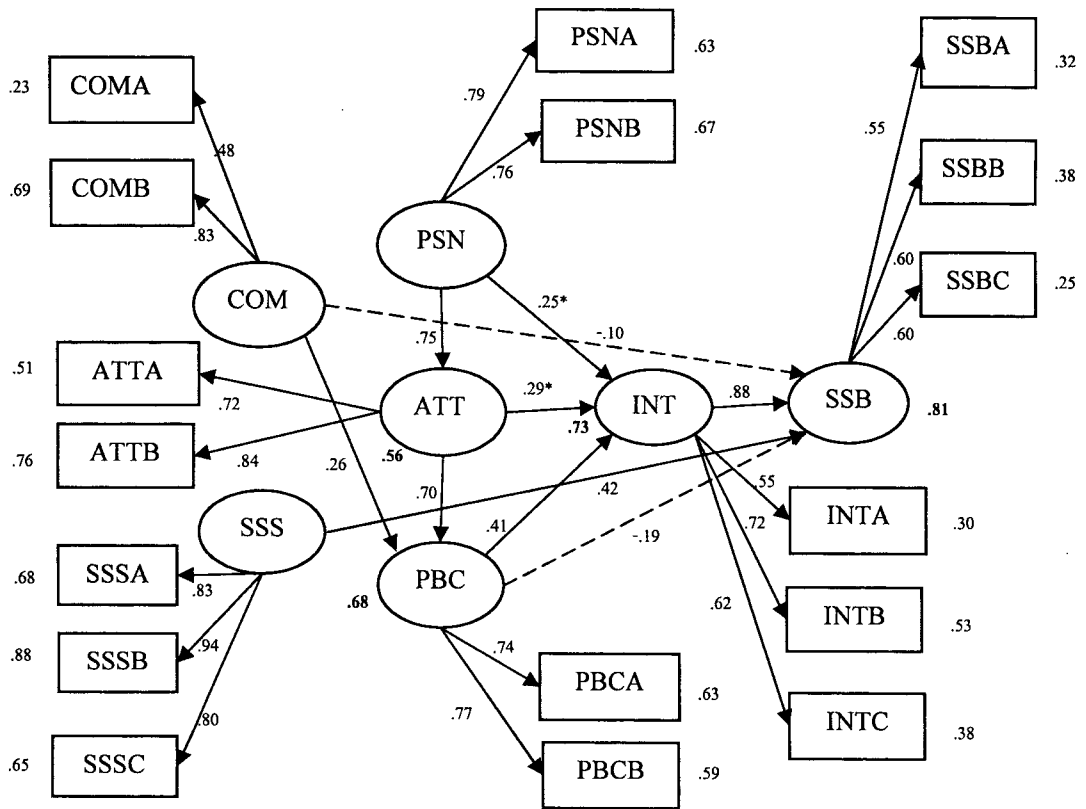 PSNA .63
SSBA .32
.23 COMA
.79
PSNB .67
.55
.48
.76
SSBB .38
.69 COMB
.83
PSN
.60
SSBC .25
COM
.25*
-.10
.60
.75
.51 ATTA
.72
ATT
.29*
INT
.88
SSB .81
.73
.84
.56
.76 ATTB
.26
.70
.42
.55
SSS
.41
.72
INTA .30
-.19
.68 SSSA
.83
PBC
.68
.62
INTB .53
.94
.88 SSSB
.74
PBCA .63
.77
.80
INTC .38
.65 SSSC
PBCB .59